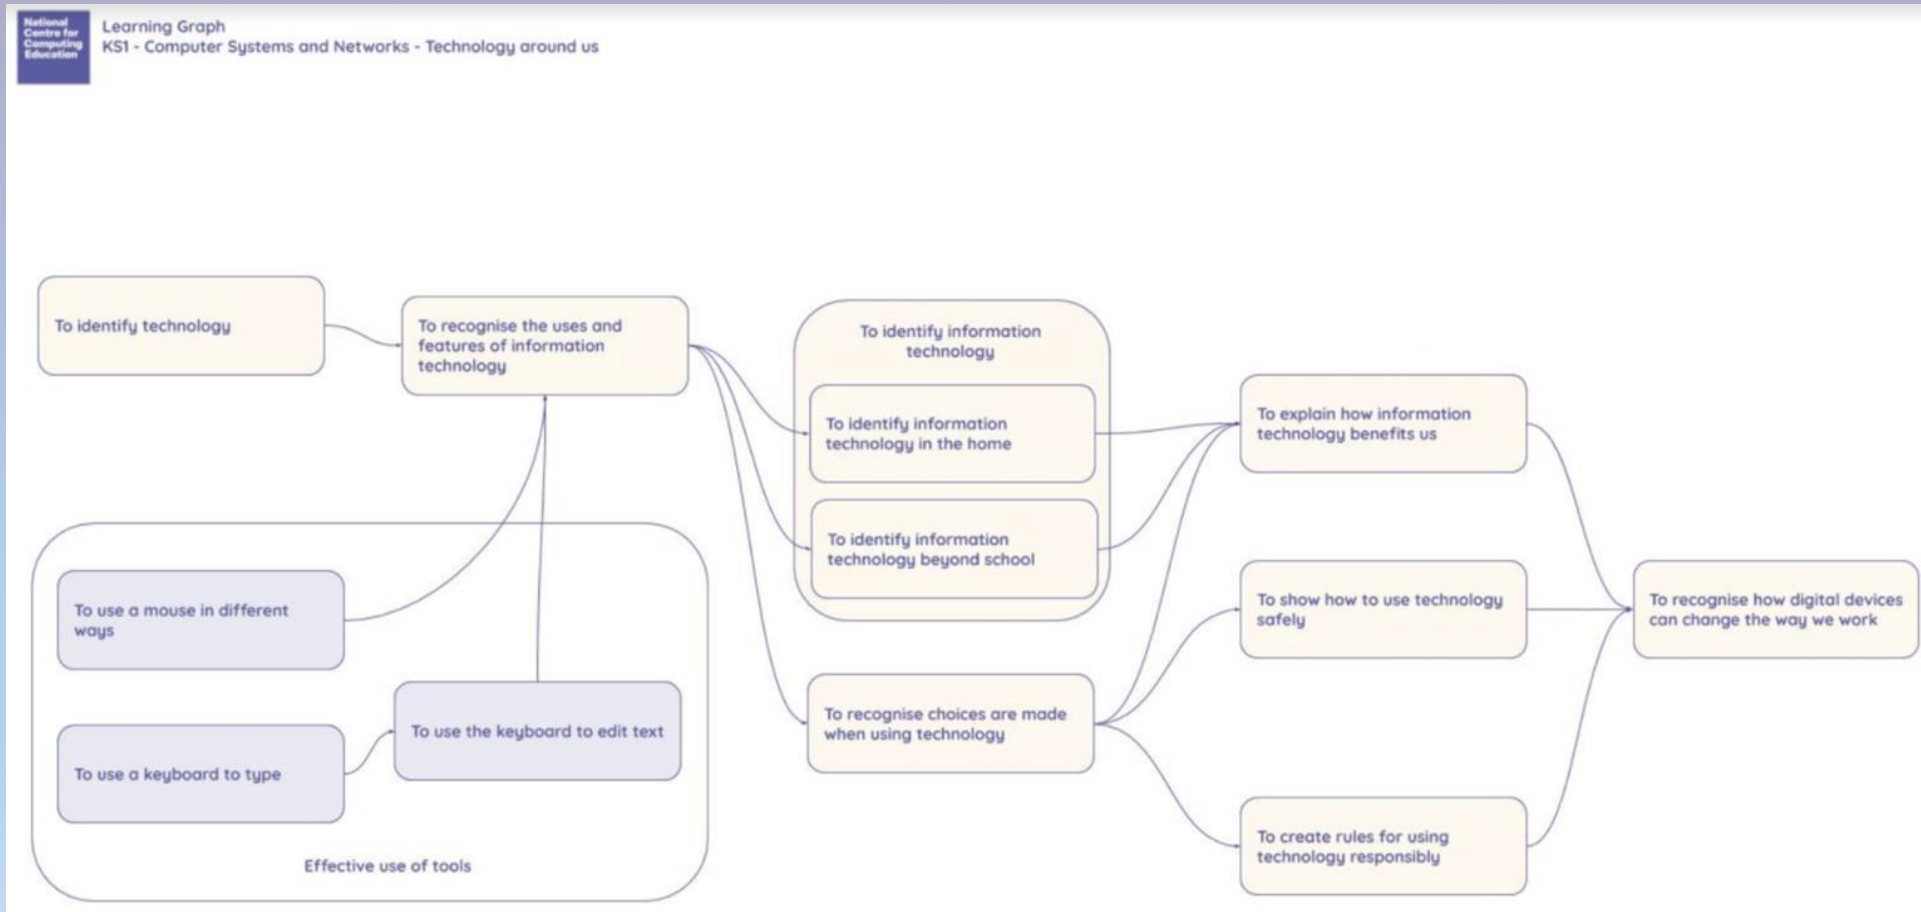 National
Centre for
Computing
Education
Learning Graph
KS1 - Computer Systems and Networks - Technology around us
To identify technology
To recognise the uses and
features of information
technology
To identify information
technology
To identify information
technology in the home
To identify information
technology beyond school
To explain how information
technology benefits us
To use a mouse in different
ways
To use the keyboard to edit text
To use a keyboard to type
Effective use of tools
To recognise choices are made
when using technology
To show how to use technology
safely
To create rules for using
technology responsibly
To recognise how digital devices
can change the way we work